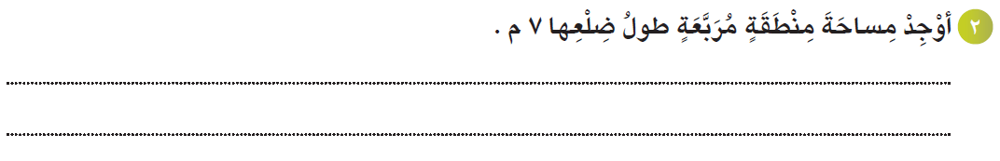 ٢ أَوْجِدْ مِساحَةَ مِنْطَقَةٍ مُرَبَّعَةٍ طولُ ضِلْعِها ٧ م .